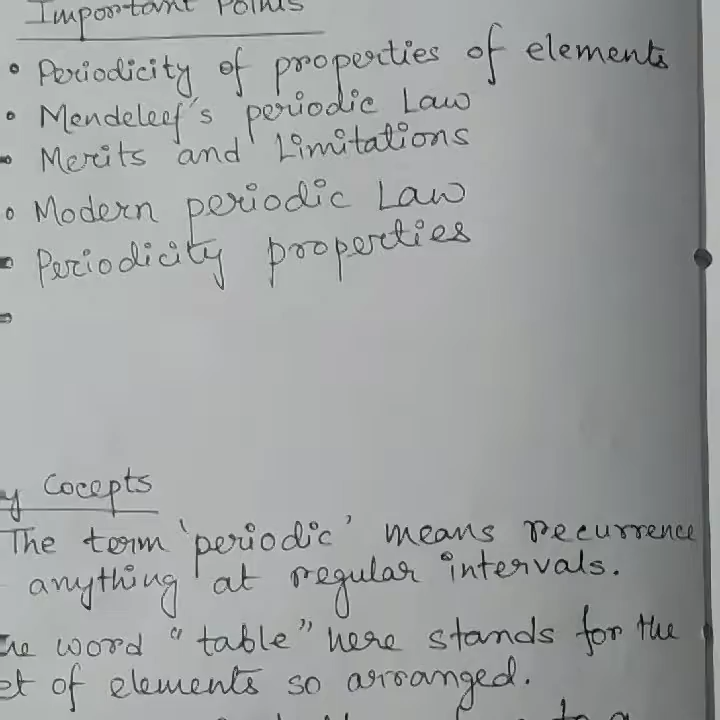 Important Points
• Periodicity of properties of elements
• Mendeleef's periodic Law
• Merits and Limitations
• Modern periodic Law
• Periodicity properties
y Cocepts
The term 'periodic' means recurrence
anything at regular intervals.
he word "table" here stands for the
et of elements so arranged.